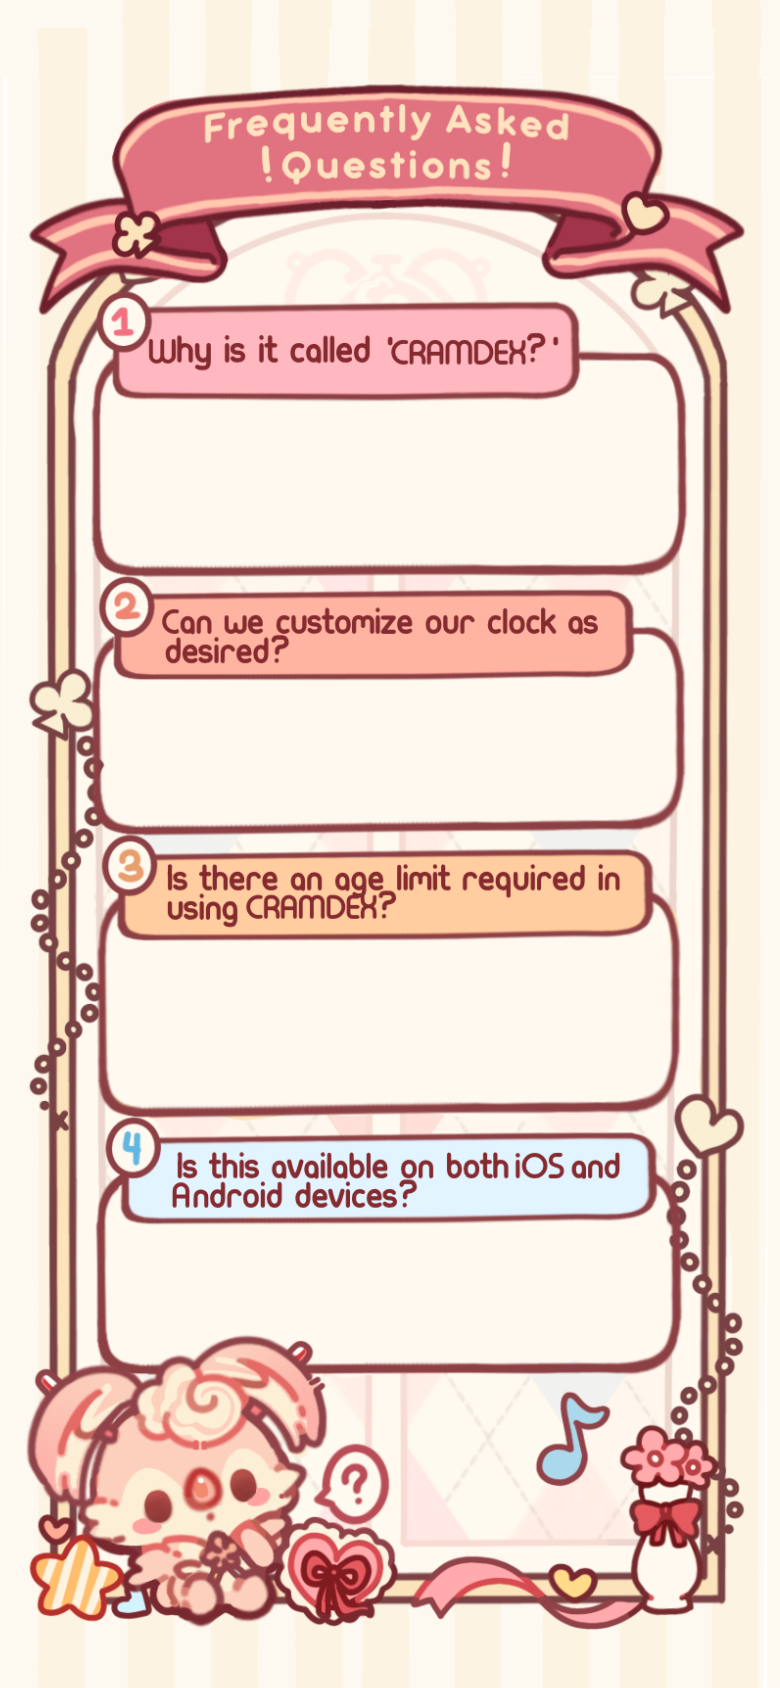 Frequently Asked
! Questions !
1
Why is it called 'CRAMDEX?'
2
Can we customize our clock as
desired?
3
Is there an age limit required in
using CRAMDEX?
4
Is this available on both iOS and
Android devices?
?